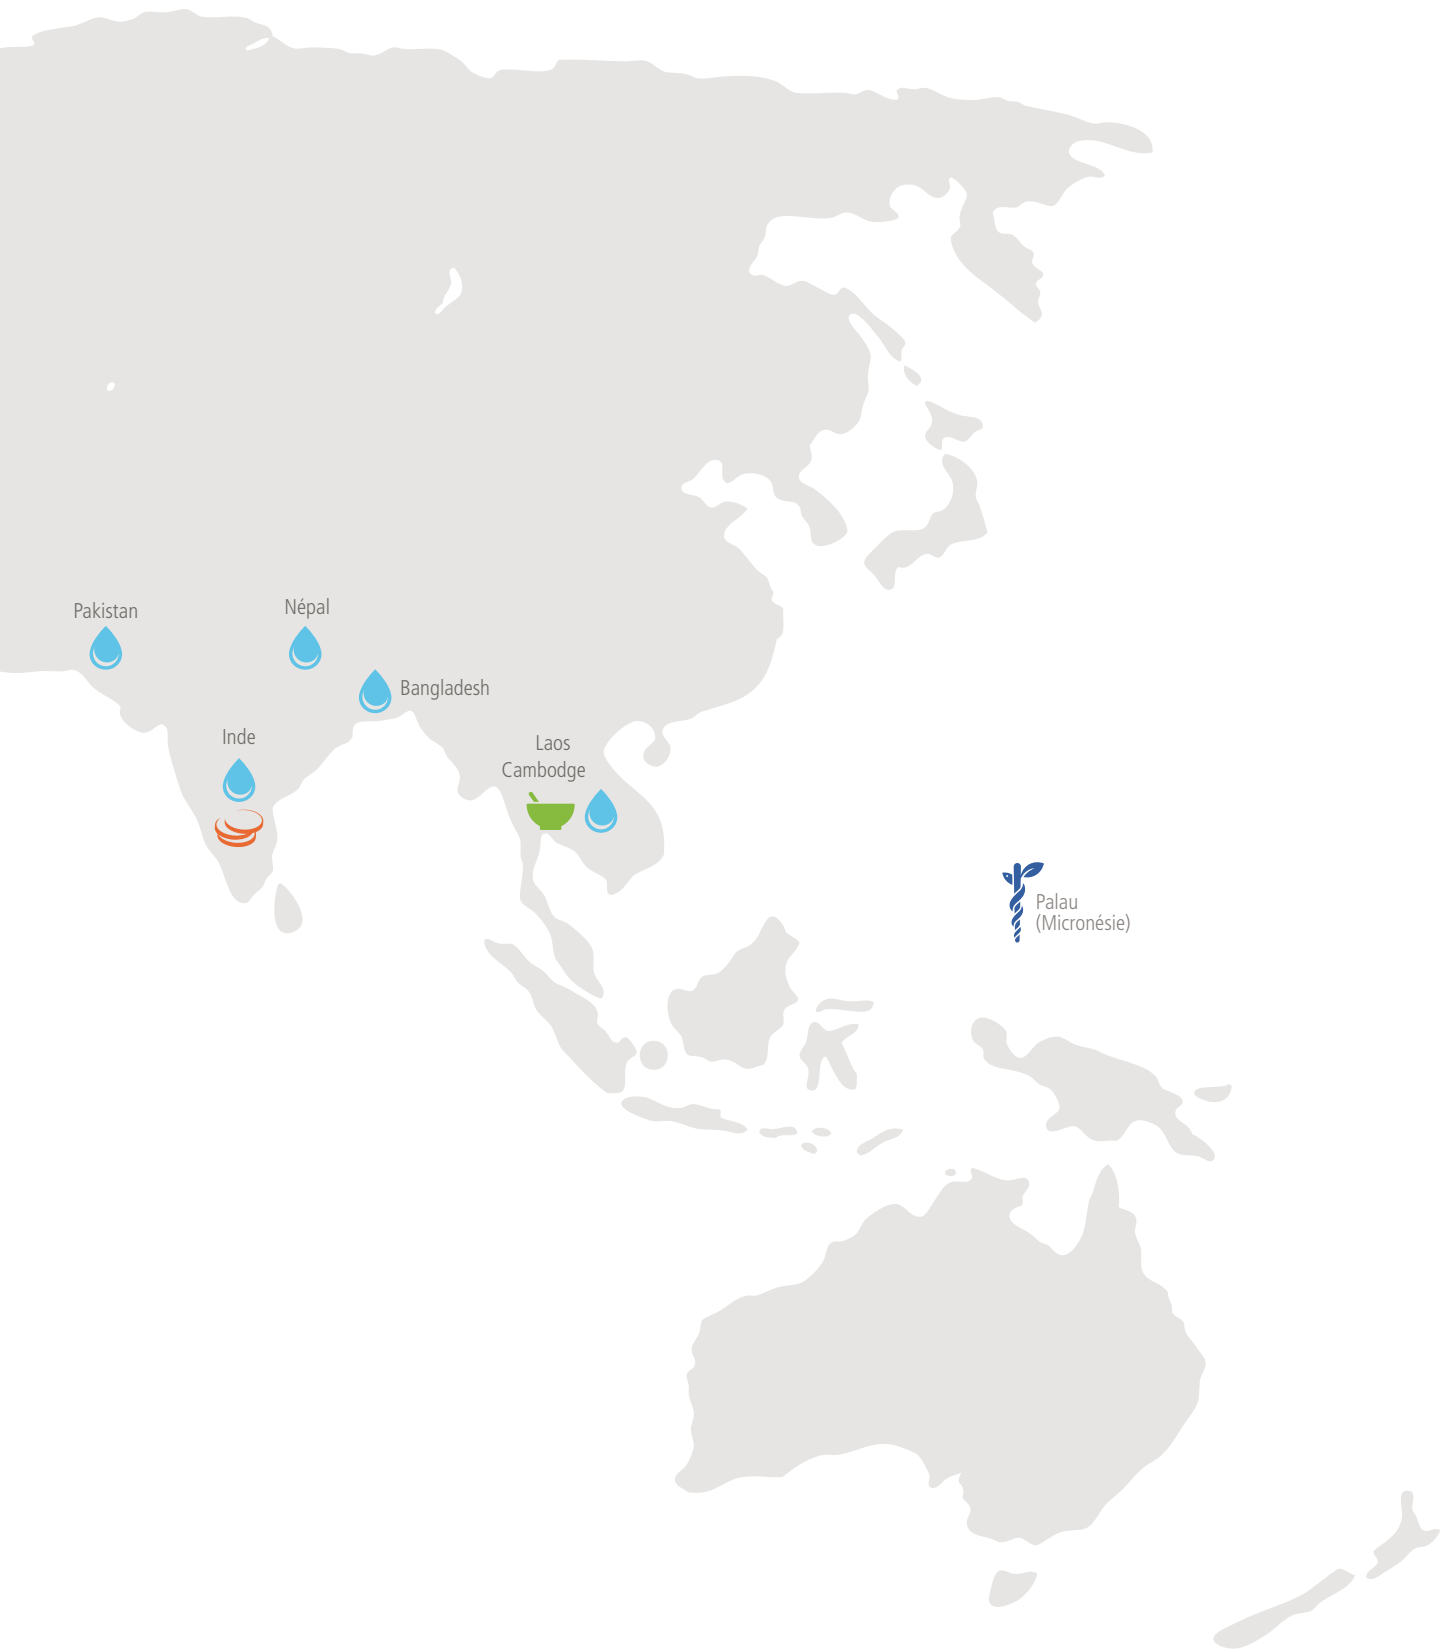 Pakistan
Népal
Bangladesh
Inde
Laos
Cambodge
Palau
(Micronésie)